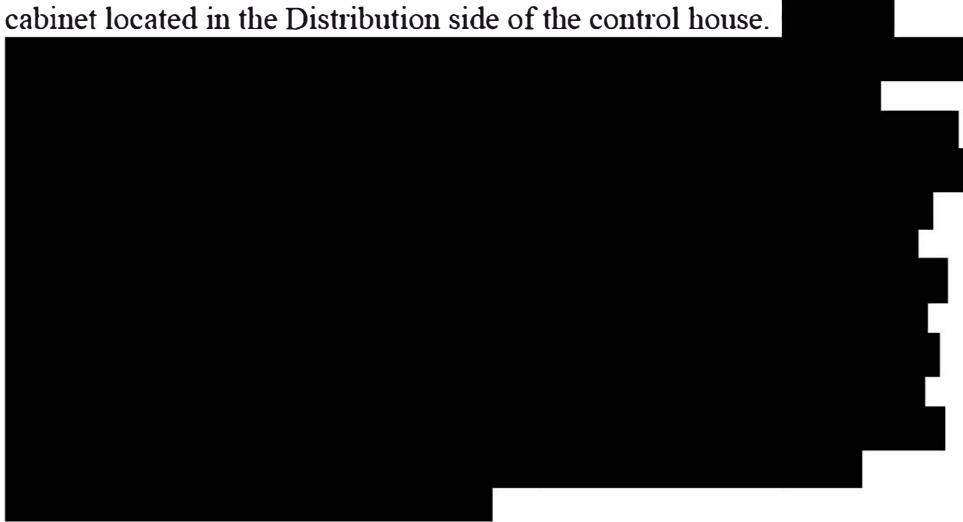 cabinet located in the Distribution side of the control house.